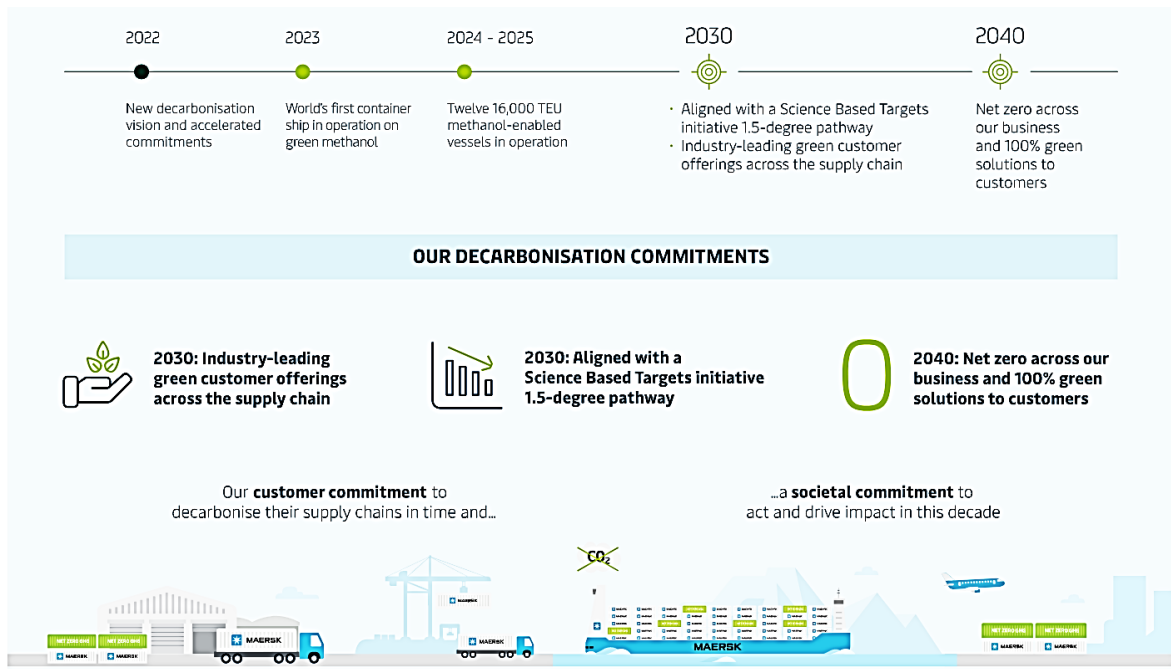 2022
2023
2024 - 2025
2030
2040
New decarbonisation
vision and accelerated
commitments
World's first container
ship in operation on
green methanol
Twelve 16,000 TEU
methanol-enabled
vessels in operation
• Aligned with a Science Based Targets
initiative 1.5-degree pathway
• Industry-leading green customer
offerings across the supply chain
Net zero across
our business
and 100% green
solutions to
customers
OUR DECARBONISATION COMMITMENTS
2030: Industry-leading
green customer offerings
across the supply chain
2030: Aligned with a
Science Based Targets initiative
1.5-degree pathway
0
2040: Net zero across our
business and 100% green
solutions to customers
Our customer commitment to
decarbonise their supply chains in time and...
...a societal commitment to
act and drive impact in this decade
CO₂
MAERSK
MAERSK
MAERSK
MAERSK
MAERSK
MAERSK
MAERSK
MAERSK